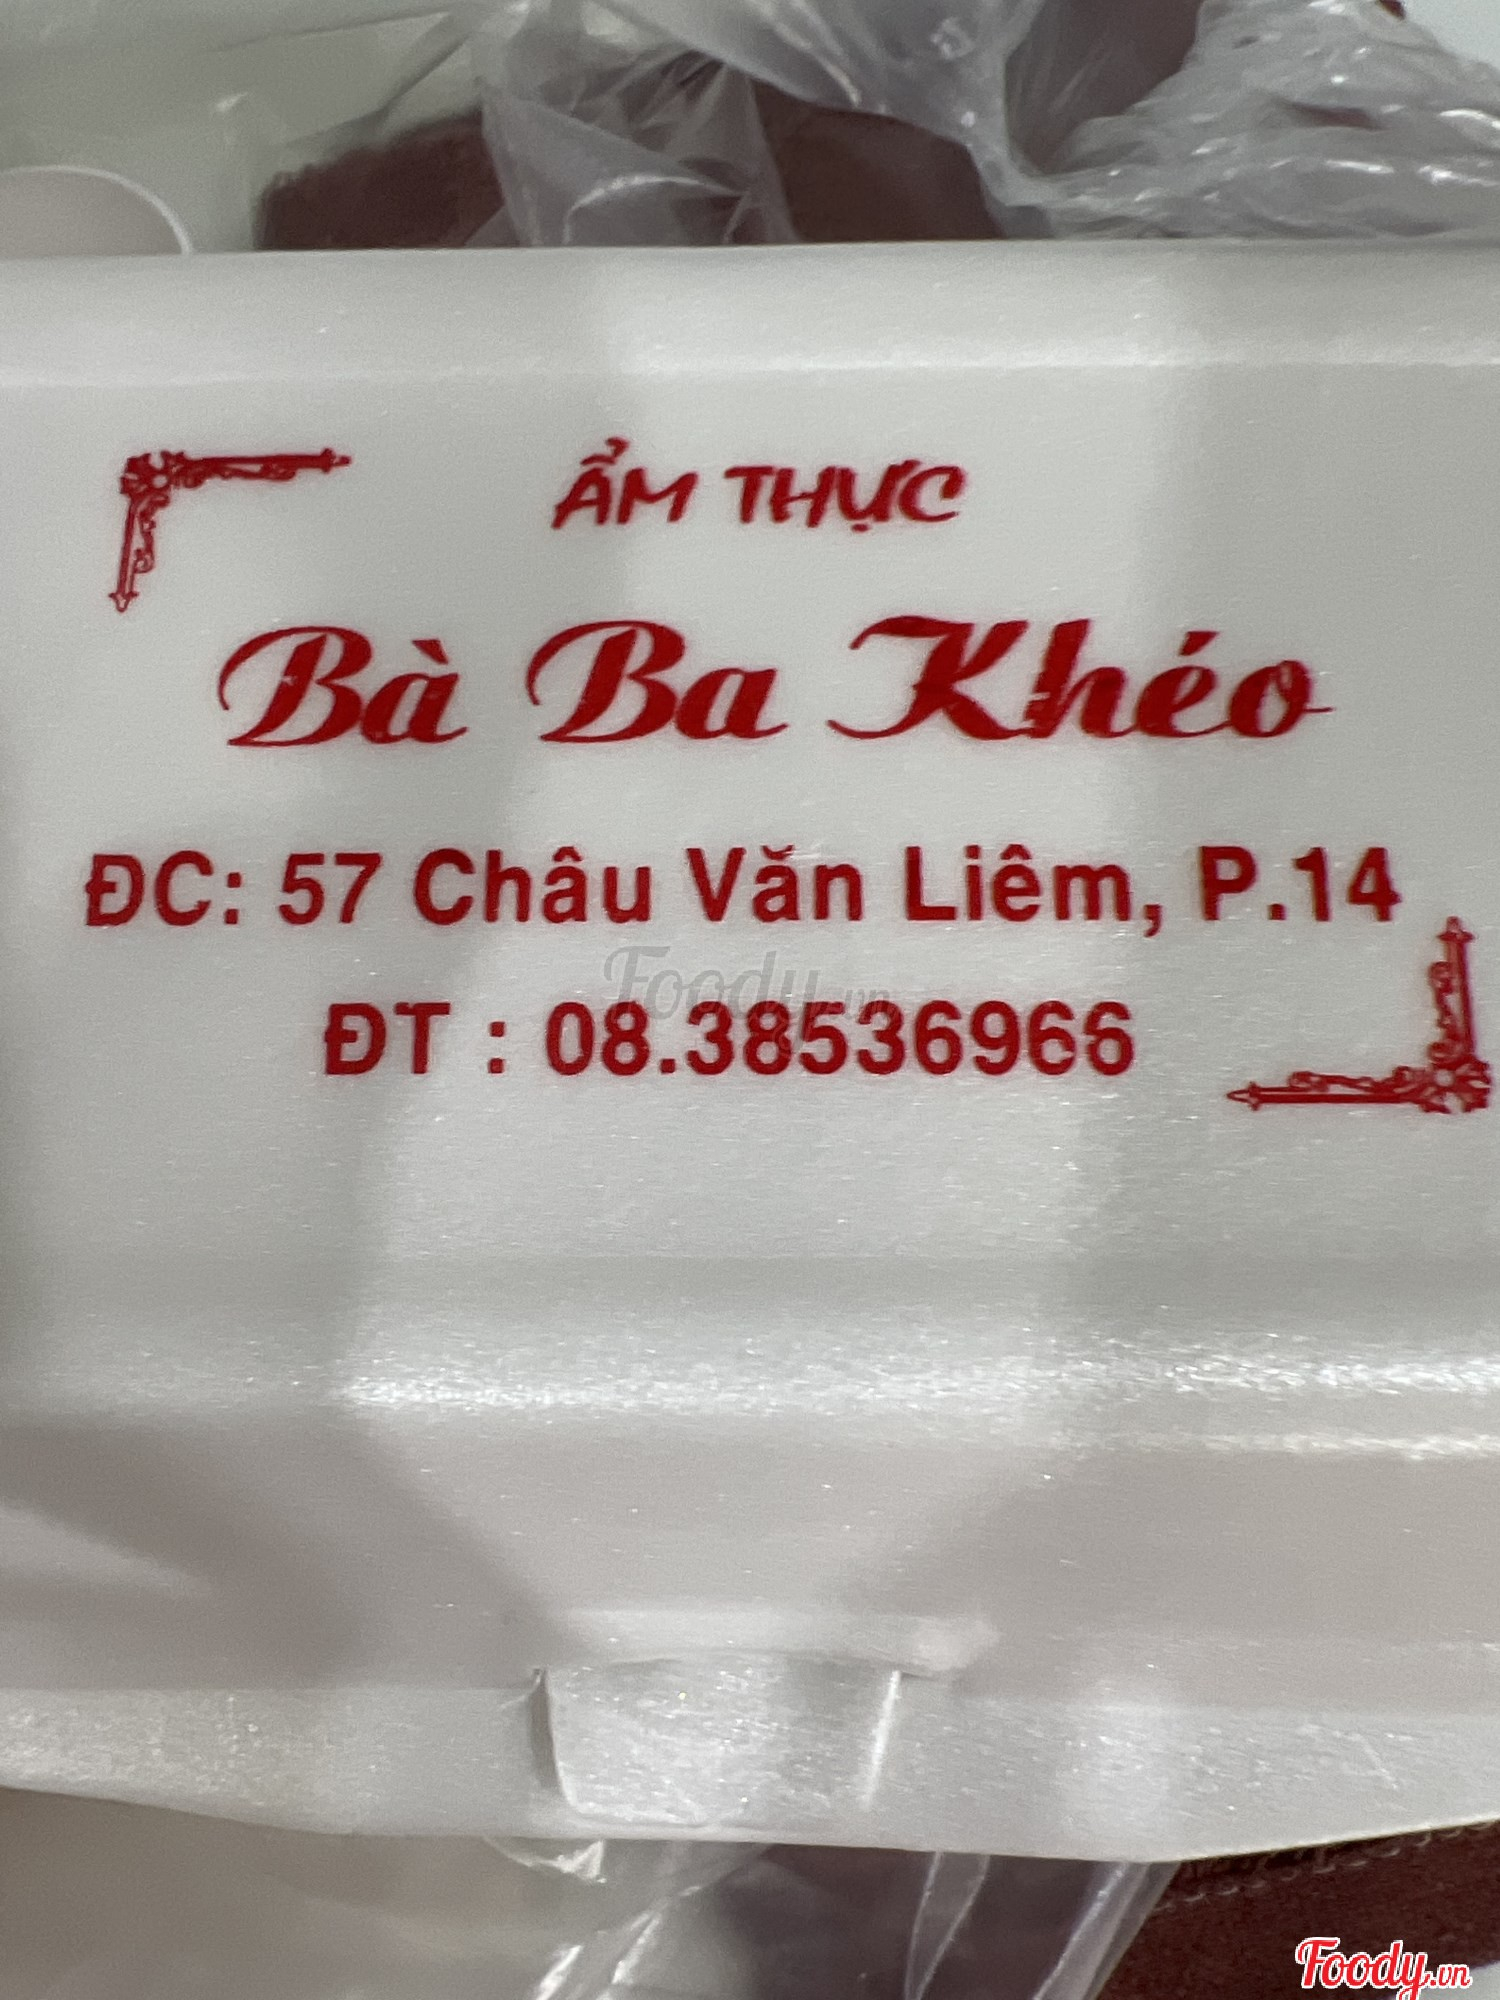 ẨM THỰC
Bà Ba Khéo
ĐC: 57 Châu Văn Liêm, P.14
Foody.vn
ĐT : 08.38536966
Foody.vn